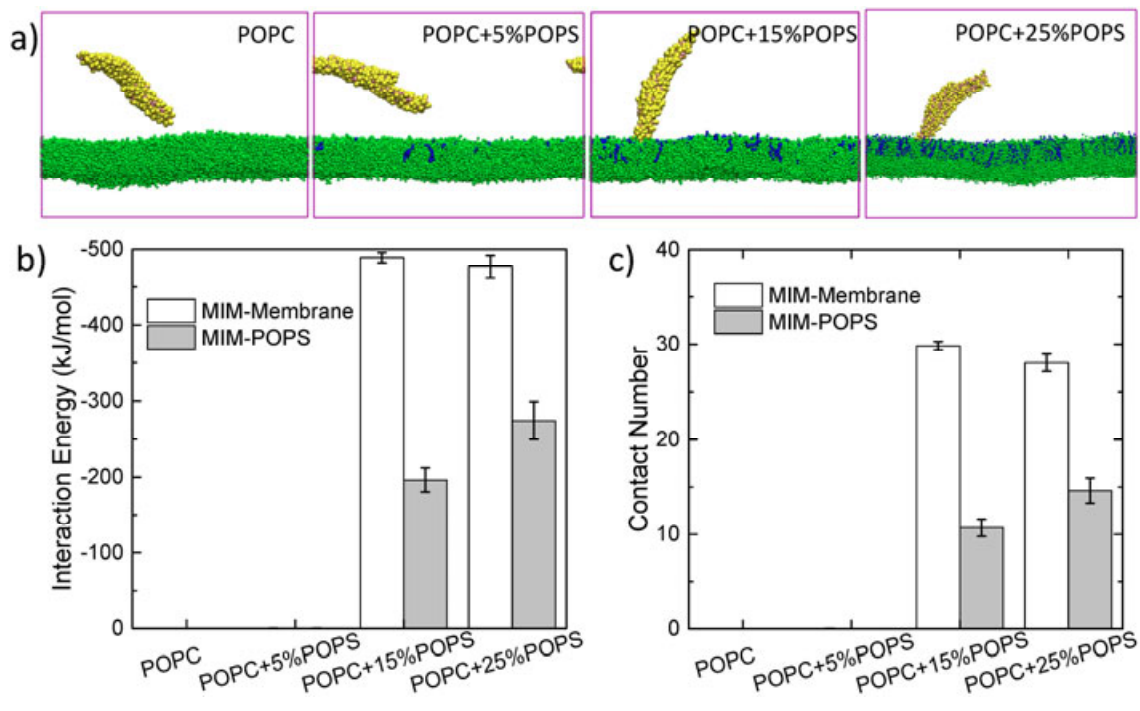 a)
POPC
POPC+5%POPS
POPC+15%POPS
POPC+25%POPS
b)
Interaction Energy (kJ/mol)
-500
-400
-300
-200
-100
0
MIM-Membrane
MIM-POPS
POPC
POPC+5%POPS
POPC+15%POPS
POPC+25%POPS
c)
Contact Number
40
30
20
10
0
MIM-Membrane
MIM-POPS
POPC
POPC+5%POPS
POPC+15%POPS
POPC+25%POPS